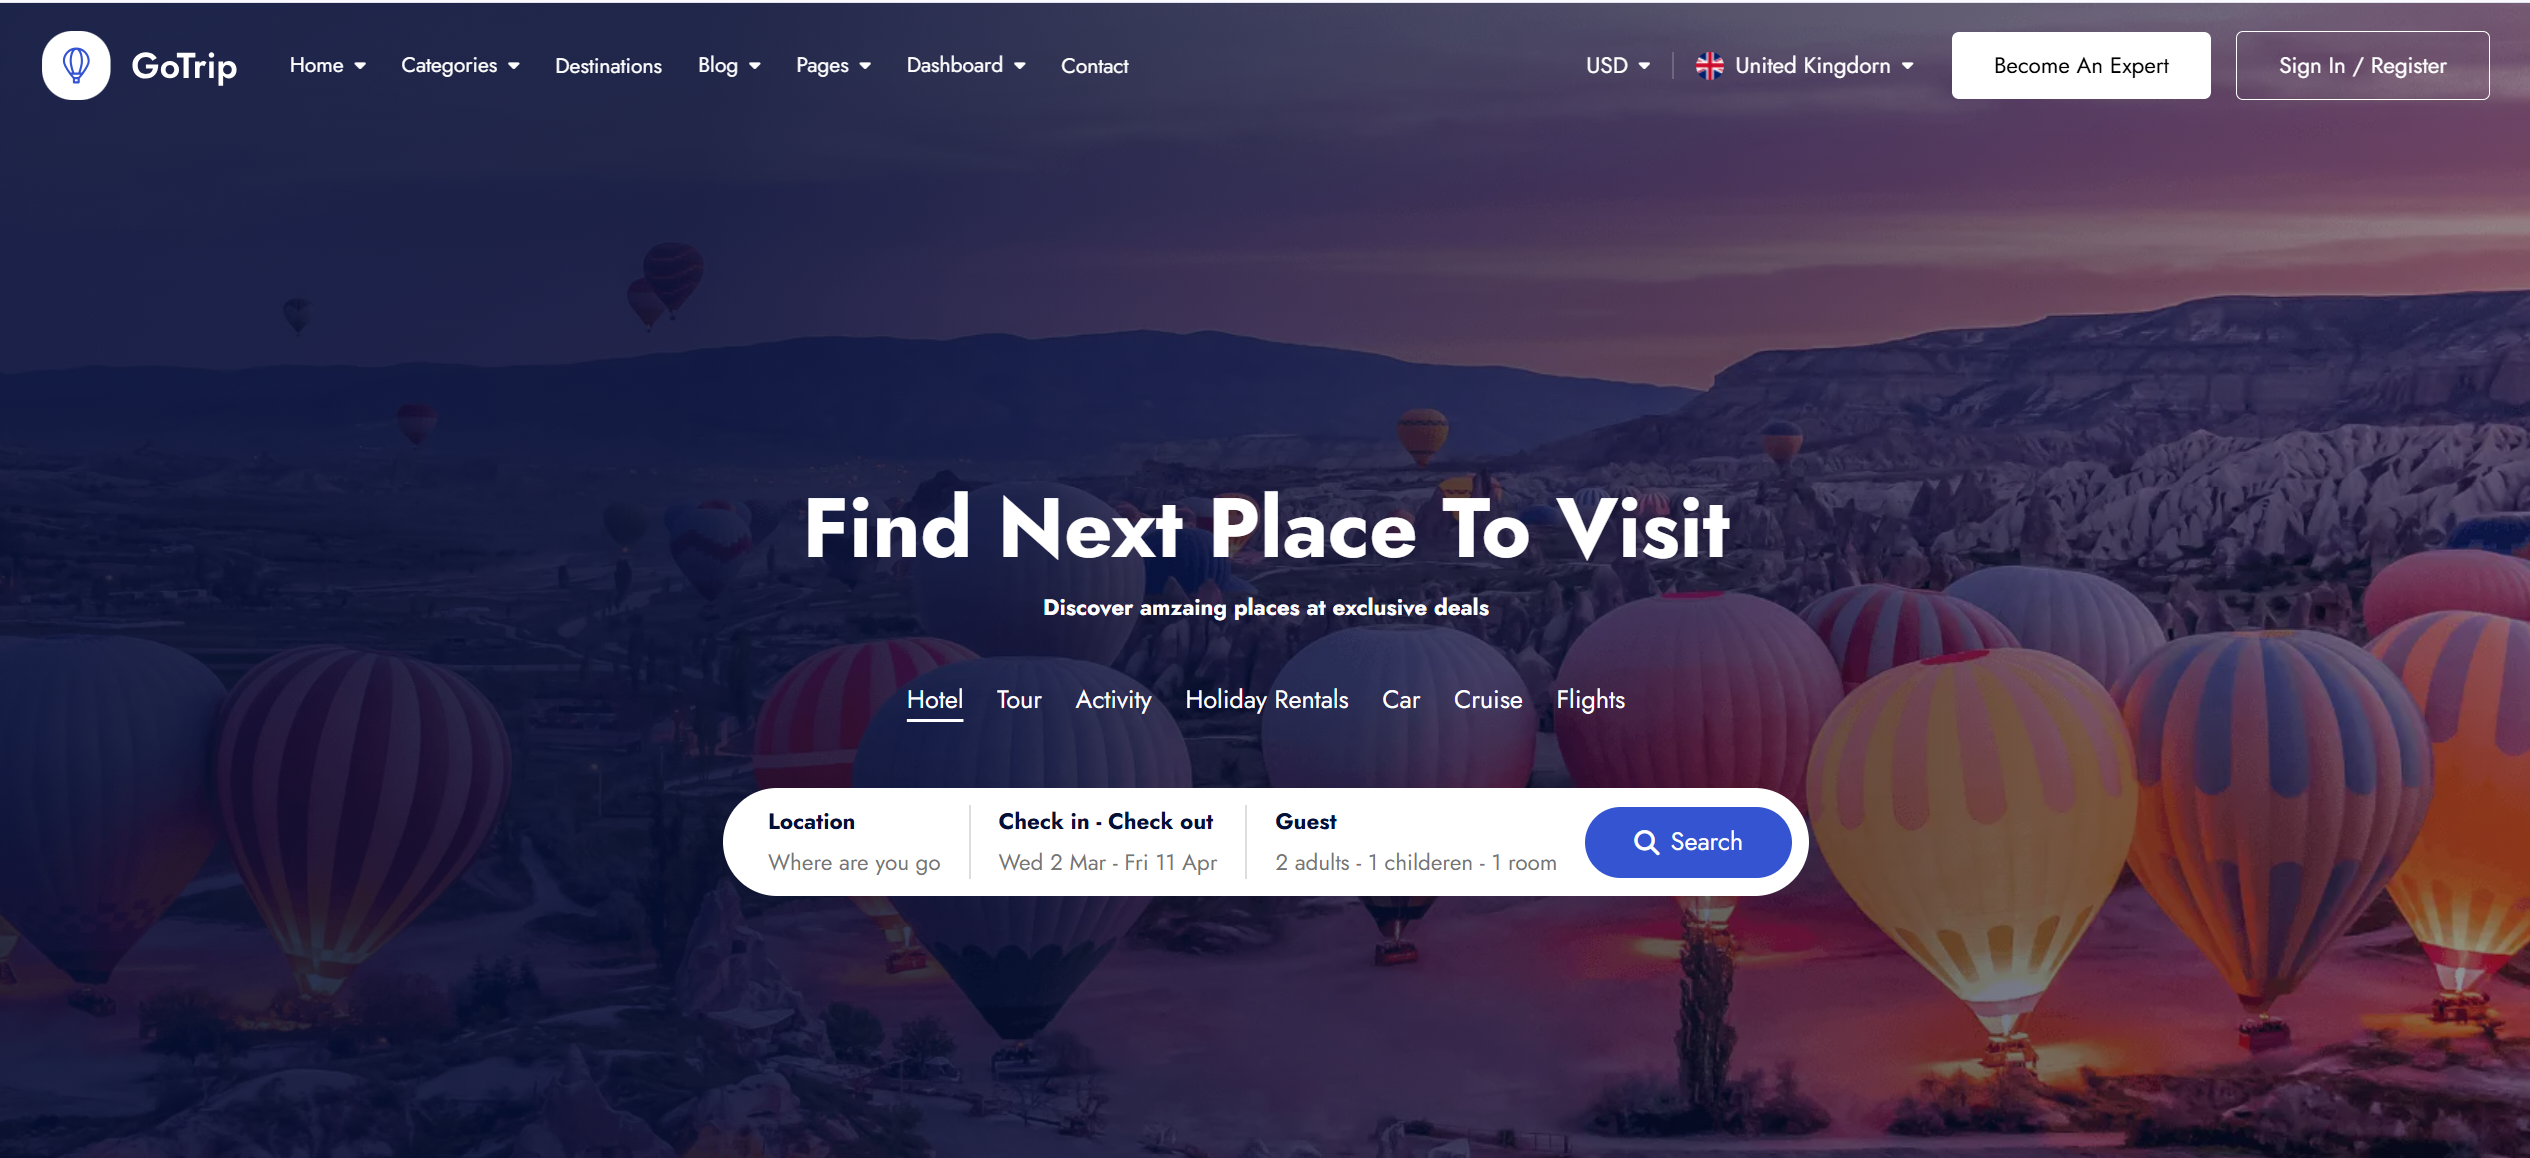 GoTrip Home Categories Destinations Blog Pages Dashboard Contact USD United Kingdorn Become An Expert Sign In / Register
Find Next Place To Visit
Discover amzaing places at exclusive deals
Hotel Tour Activity Holiday Rentals Car Cruise Flights
Location Check in - Check out Guest
Where are you go Wed 2 Mar - Fri 11 Apr 2 adults - 1 childeren - 1 room
Search